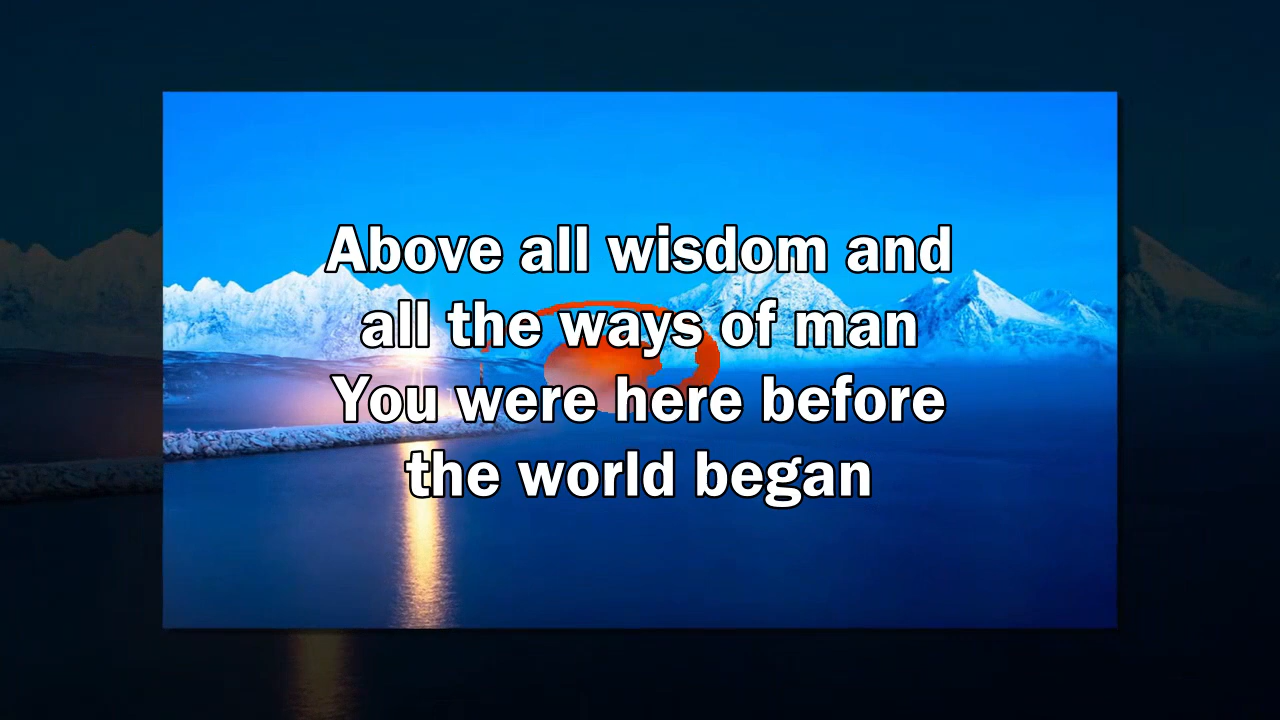 Above all wisdom and
all the ways of man
You were here before
the world began